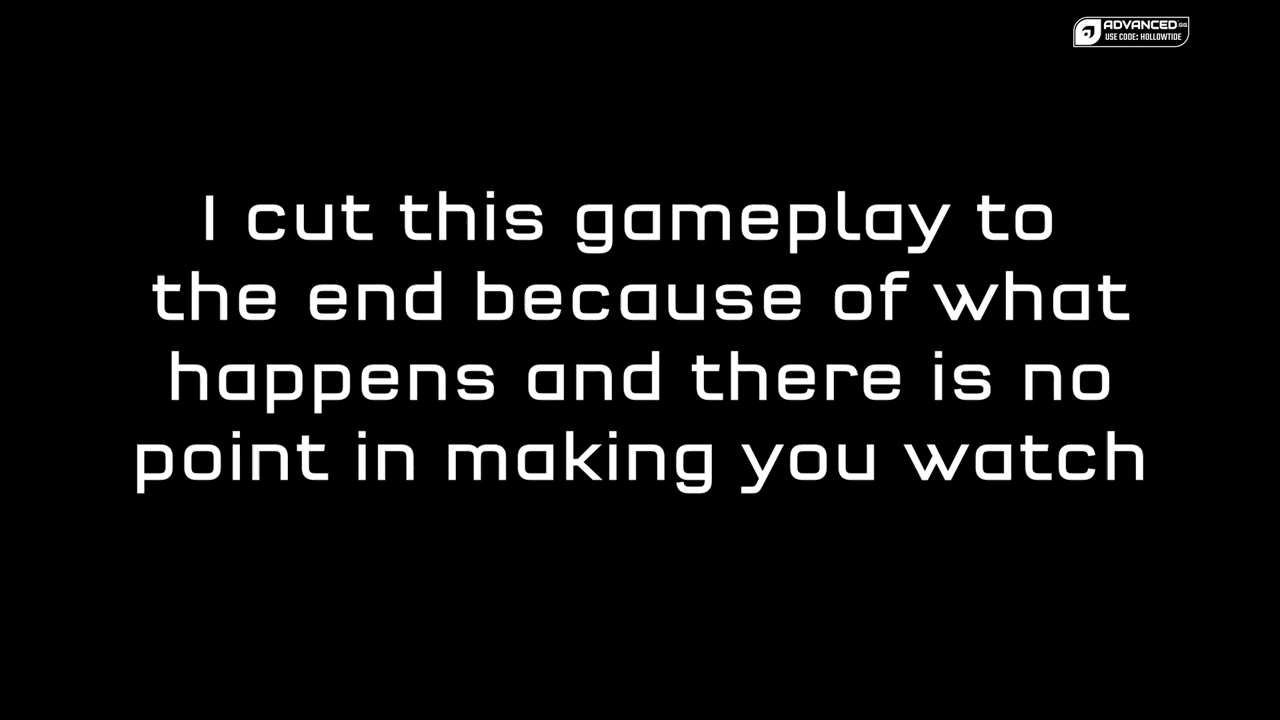 ADVANCED.GG
USE CODE: HOLLOWTIDE
I cut this gameplay to
the end because of what
happens and there is no
point in making you watch